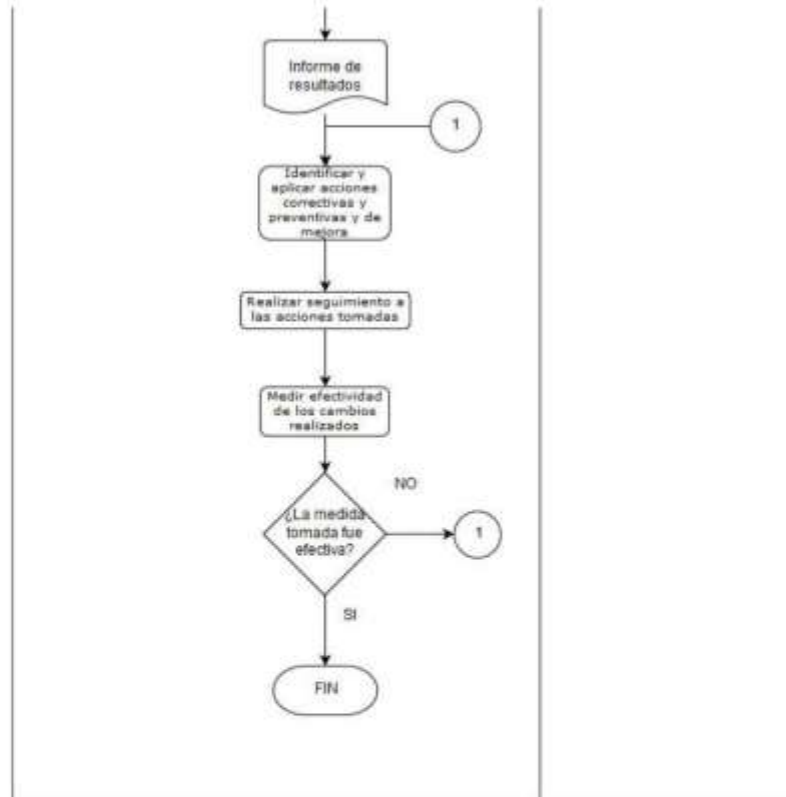 Informe de
resultados
1
Identificar y
aplicar acciones
correctivas y
preventivas y de
mejora
Realizar seguimiento a
las acciones tomadas
Medir efectividad
de los cambios
realizados
NO
¿La medida
tomada fue
efectiva?
1
SI
FIN